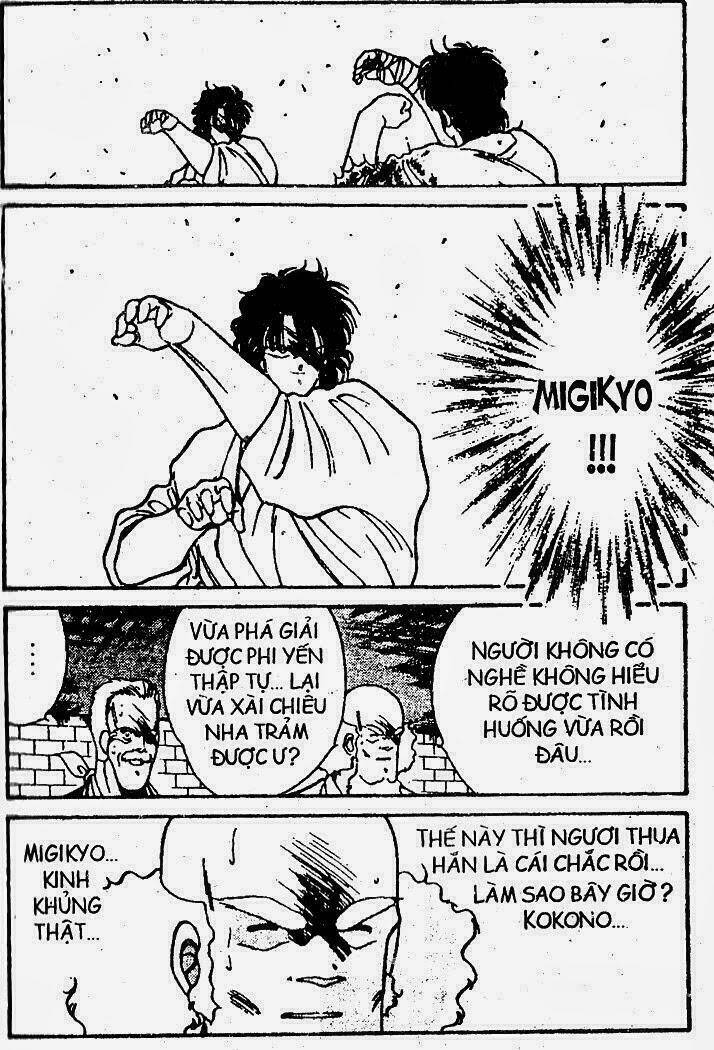 MIGIKYO
!!!
NGƯỜI KHÔNG CÓ
NGHỀ KHÔNG HIỂU
RÕ ĐƯỢC TÌNH
HUỐNG VỪA RỒI
ĐÂU...
VỪA PHÁ GIẢI
ĐƯỢC PHI YẾN
THẬP TỰ... LẠI
VỪA XÀI CHIÊU
NHA TRẢM
ĐƯỢC Ư?
...
THẾ NÀY THÌ NGƯƠI THUA
HẮN LÀ CÁI CHẮC RỒI...
LÀM SAO BÂY GIỜ?
KOKONO...
MIGIKYO...
KINH
KHỦNG
THẬT...